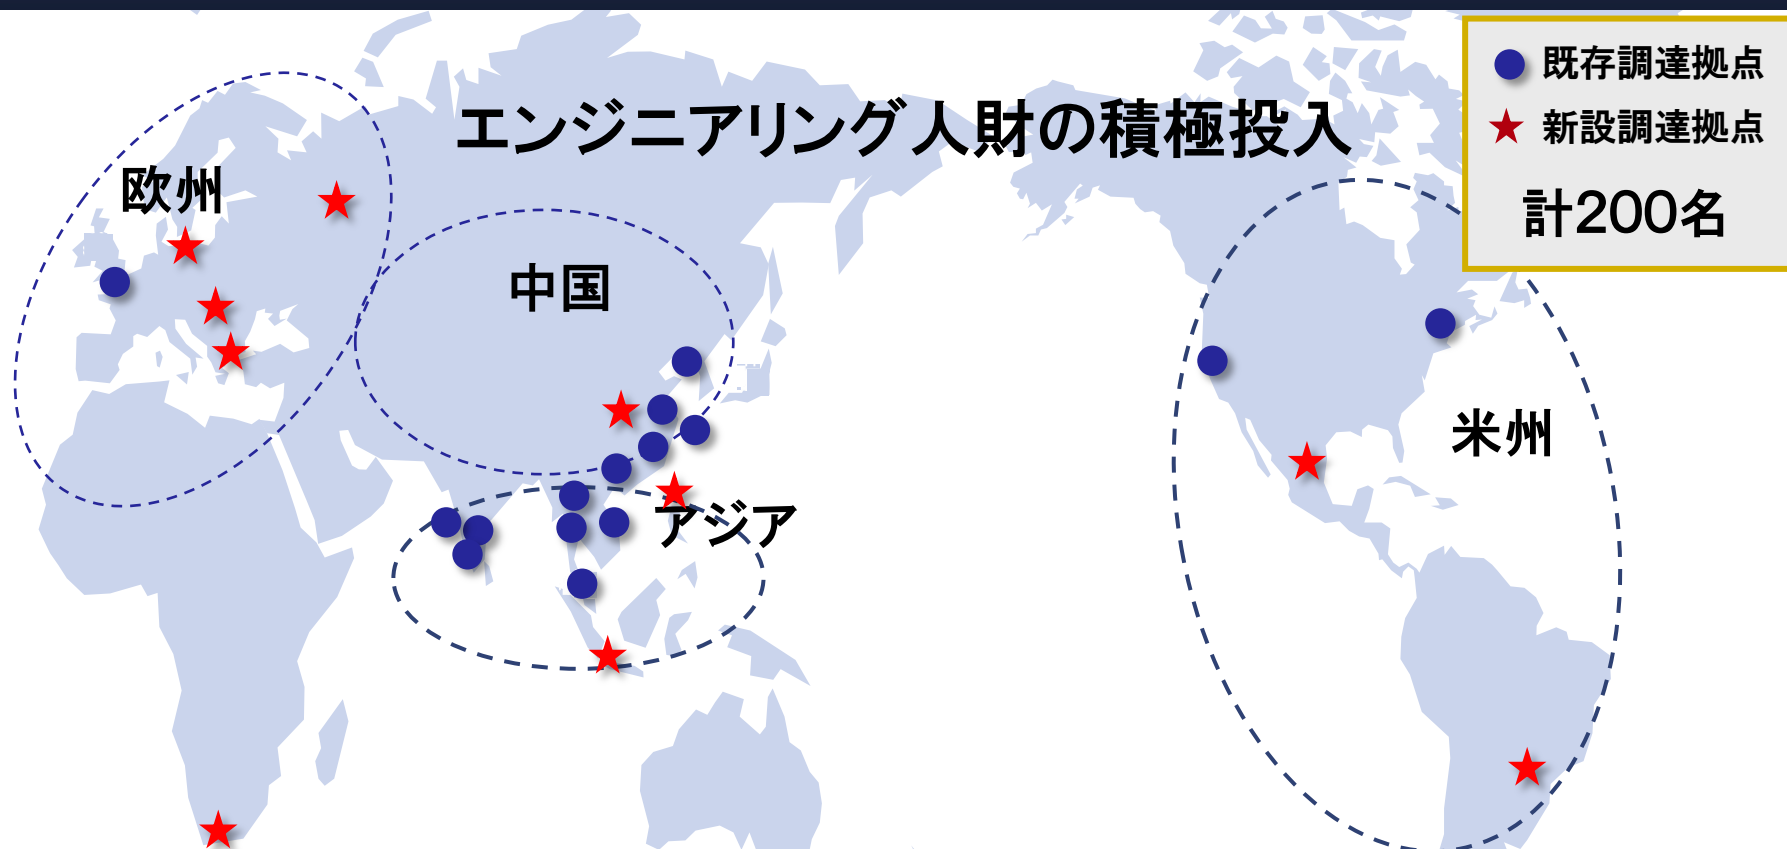 エンジニアリング人財の積極投入
既存調達拠点
新設調達拠点
計200名
欧州
中国
米州
アジア